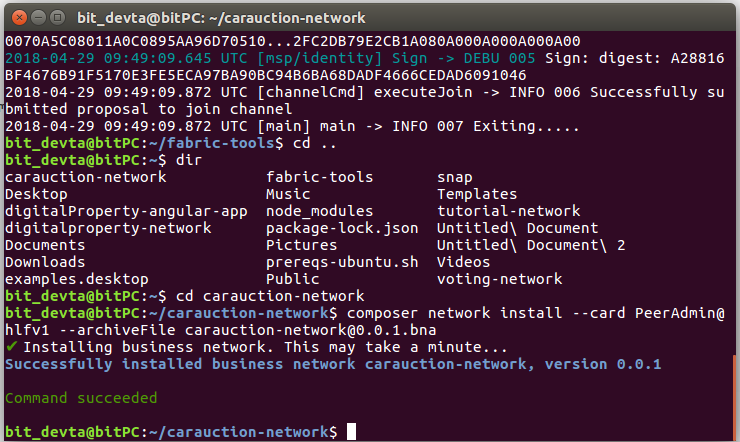 bit_devta@bitPC: ~/carauction-network
0070A5C08011A0C0895AA96D70510...2FC2DB79E2CB1A080A000A000A000A00
2018-04-29 09:49:09.645 UTC [msp/identity] Sign -> DEBU 005 Sign: digest: A28816
BF4676B91F5170E3FE5ECA97BA90BC94B6BA68DADF4666CEDAD6091046
2018-04-29 09:49:09.872 UTC [channelCmd] executeJoin -> INFO 006 Successfully su
bmitted proposal to join channel
2018-04-29 09:49:09.872 UTC [main] main -> INFO 007 Exiting.....
bit_devta@bitPC:~/fabric-tools$ cd ..
bit_devta@bitPC:~$ dir
carauction-network fabric-tools snap
Desktop Music Templates
digitalProperty-angular-app node_modules tutorial-network
digitalproperty-network package-lock.json Untitled\ Document
Documents Pictures Untitled\ Document\ 2
Downloads prereqs-ubuntu.sh Videos
examples.desktop Public voting-network
bit_devta@bitPC:~$ cd carauction-network
bit_devta@bitPC:~/carauction-network$ composer network install --card PeerAdmin@
hlfv1 --archiveFile carauction-network@0.0.1.bna
✔ Installing business network. This may take a minute...
Successfully installed business network carauction-network, version 0.0.1
Command succeeded
bit_devta@bitPC:~/carauction-network$